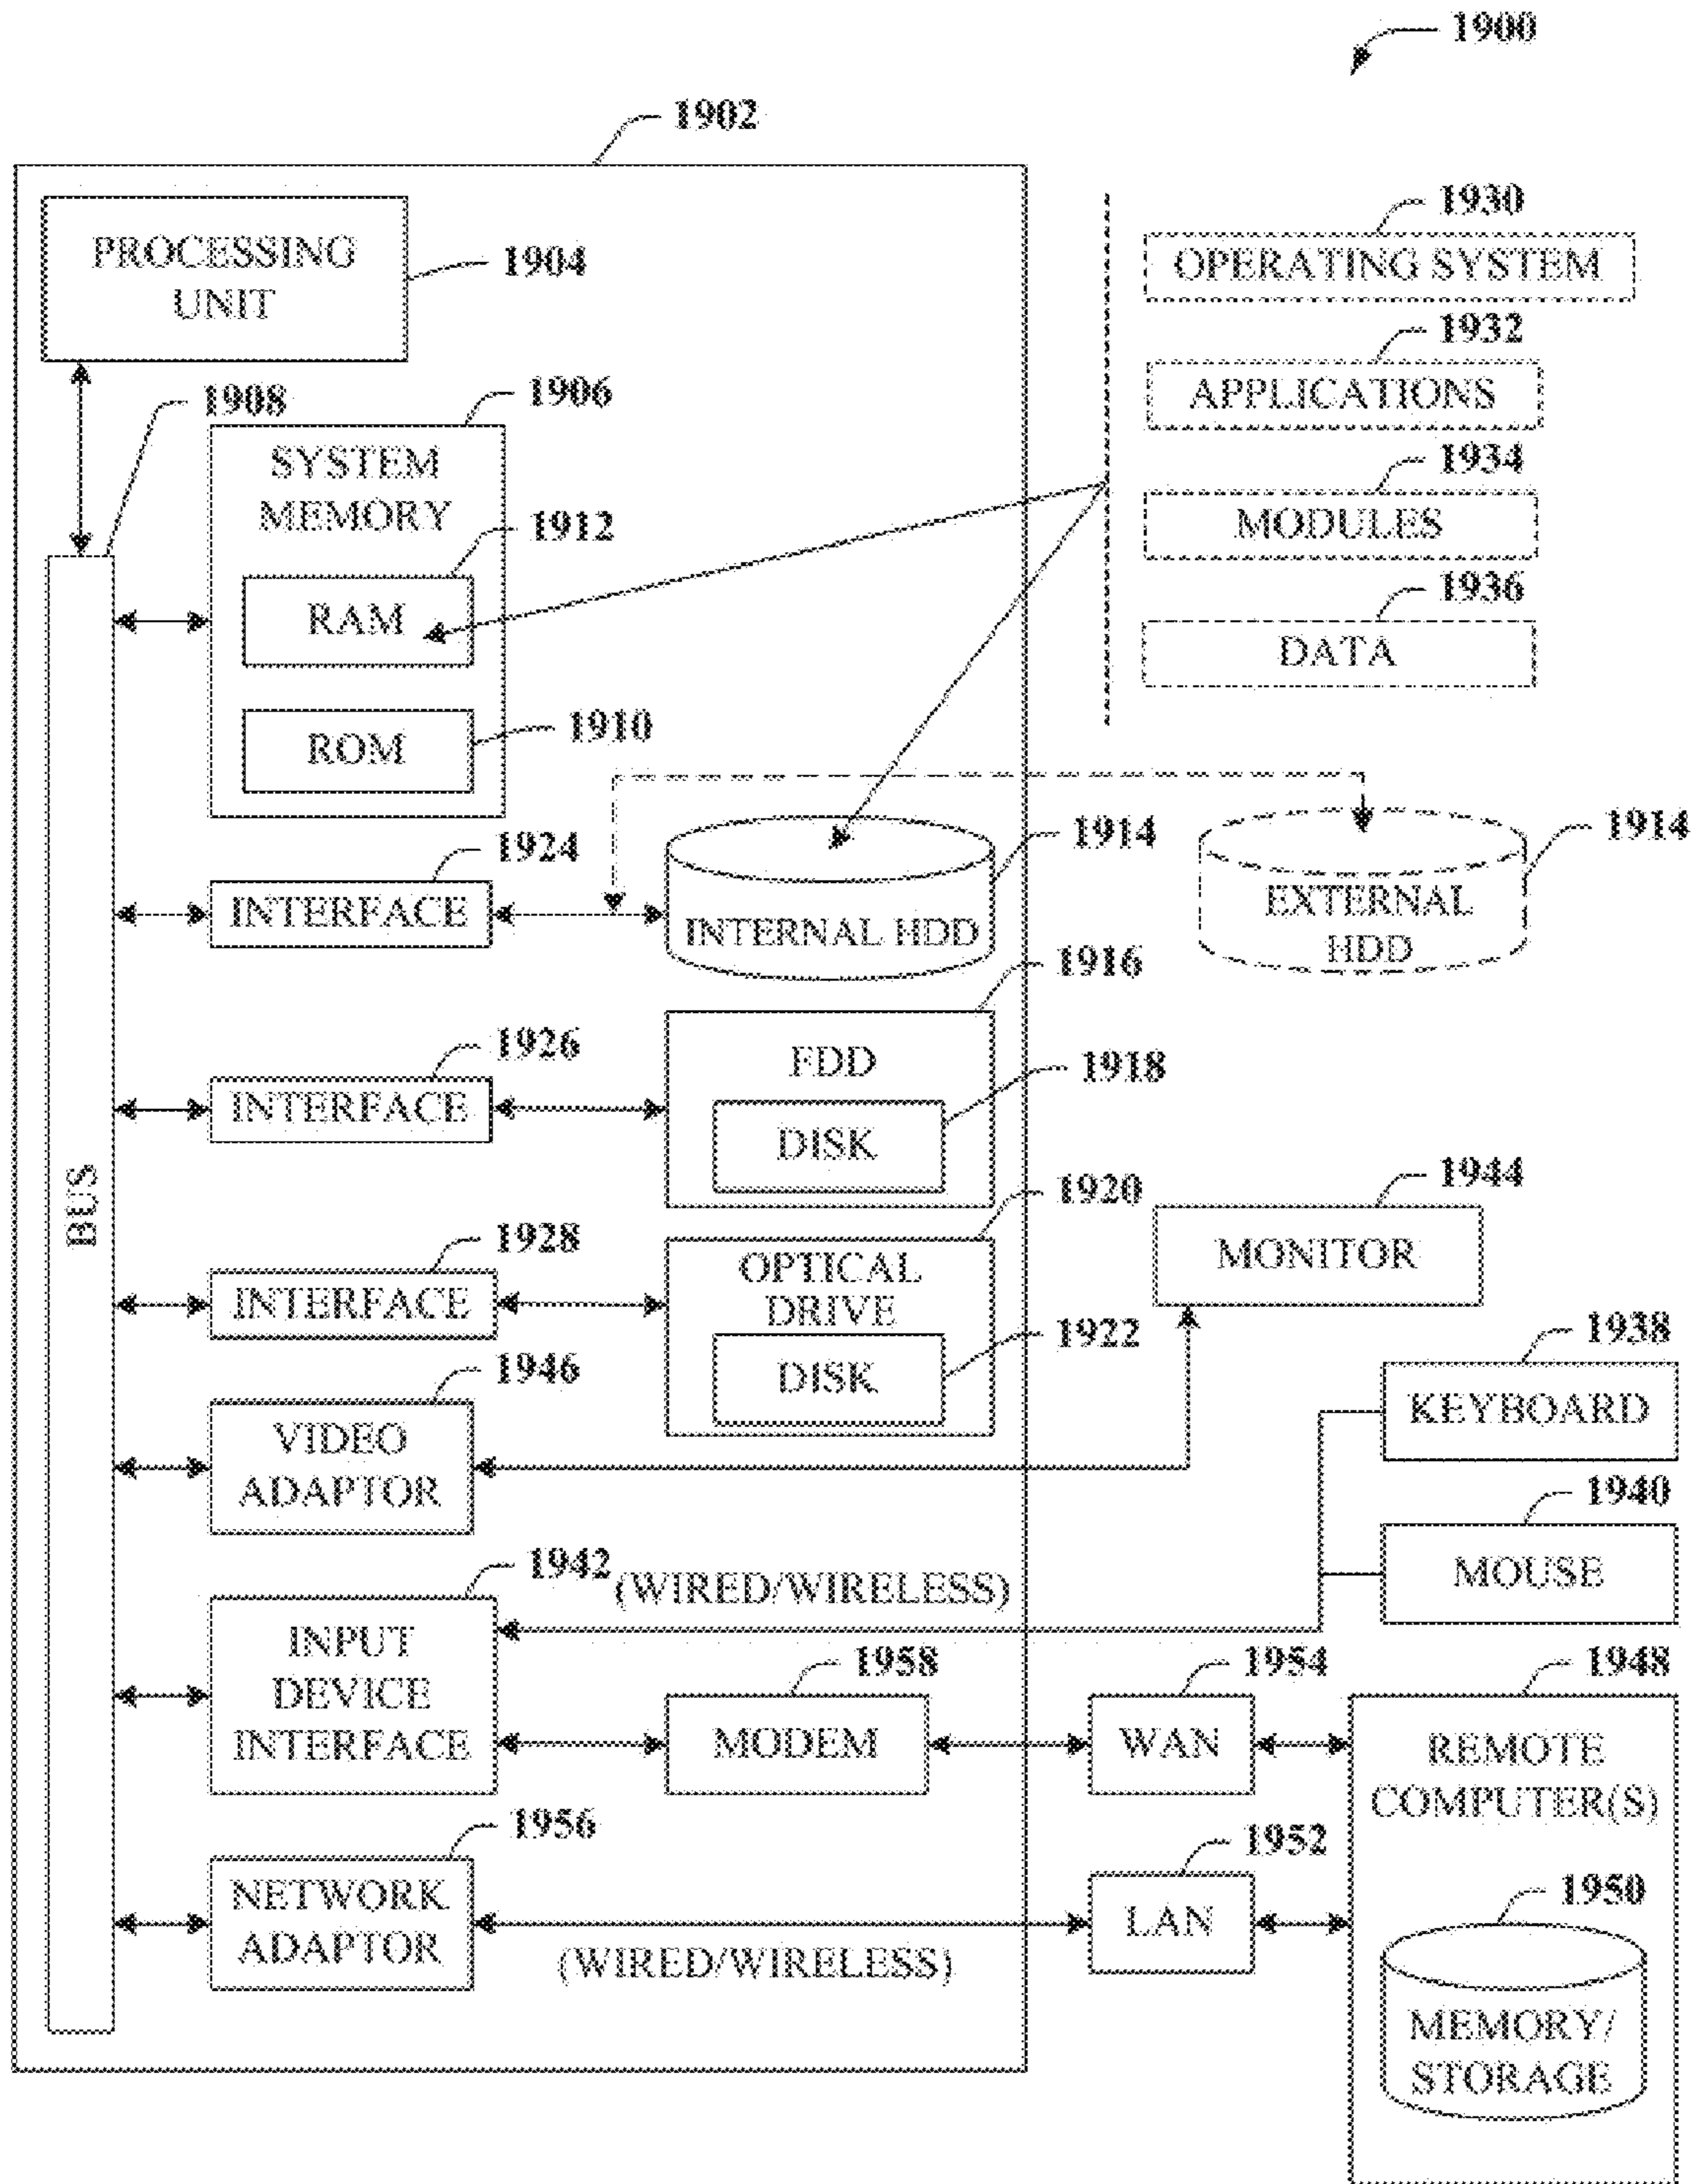 1900
1902
PROCESSING
UNIT
1904
1930
OPERATING SYSTEM
1932
APPLICATIONS
1934
MODULES
1936
DATA
1908
1906
SYSTEM
MEMORY
1912
RAM
1910
ROM
1924
INTERFACE
1914
INTERNAL HDD
1914
EXTERNAL
HDD
1916
FDD
1918
DISK
1926
INTERFACE
BUS
1920
OPTICAL
DRIVE
1922
DISK
1928
INTERFACE
1944
MONITOR
1946
VIDEO
ADAPTOR
1938
KEYBOARD
1940
MOUSE
1942
(WIRED/WIRELESS)
INPUT
DEVICE
INTERFACE
1958
MODEM
1954
WAN
1948
REMOTE
COMPUTER(S)
1956
NETWORK
ADAPTOR
(WIRED/WIRELESS)
1952
LAN
1950
MEMORY/
STORAGE